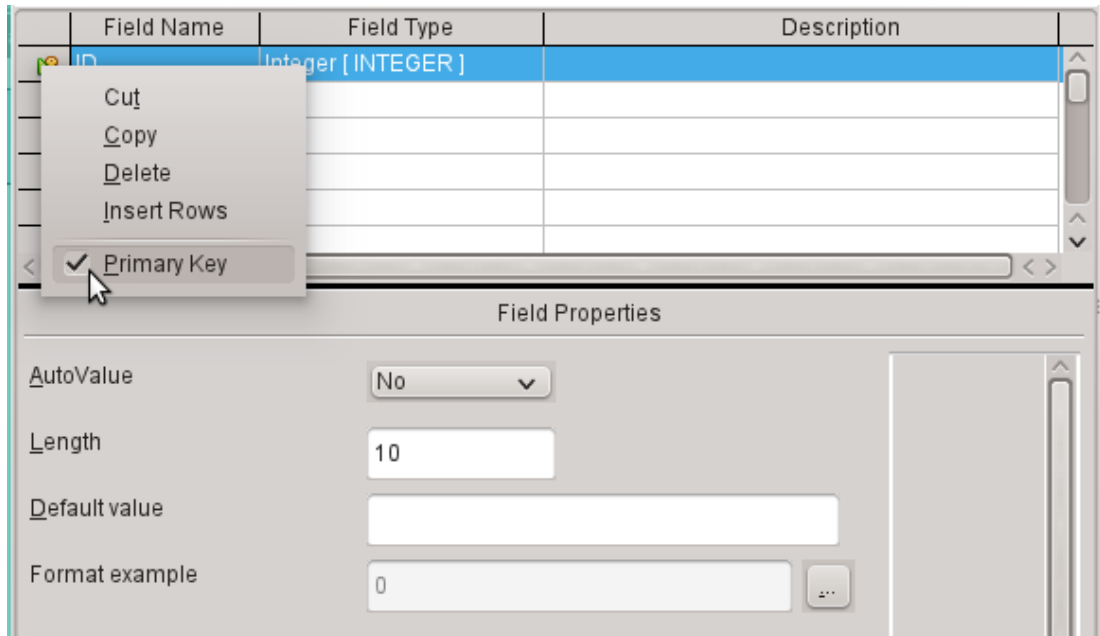 Field Name Field Type Description
ID Integer [ INTEGER ]
Cut
Copy
Delete
Insert Rows
Primary Key
Field Properties
AutoValue No
Length 10
Default value
Format example 0 ...